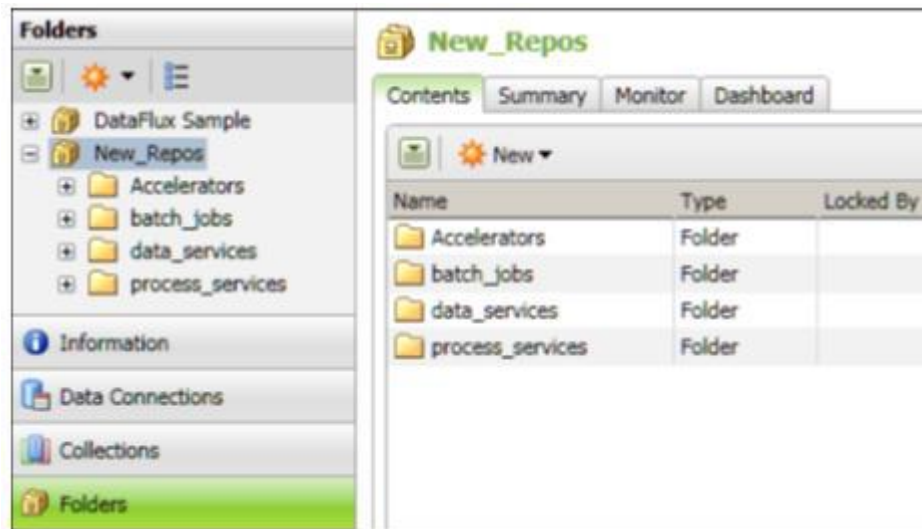 Folders
DataFlux Sample
New_Repos
Accelerators
batch_jobs
data_services
process_services
Information
Data Connections
Collections
Folders
New_Repos
Contents Summary Monitor Dashboard
New
Name Type Locked By
Accelerators Folder
batch_jobs Folder
data_services Folder
process_services Folder